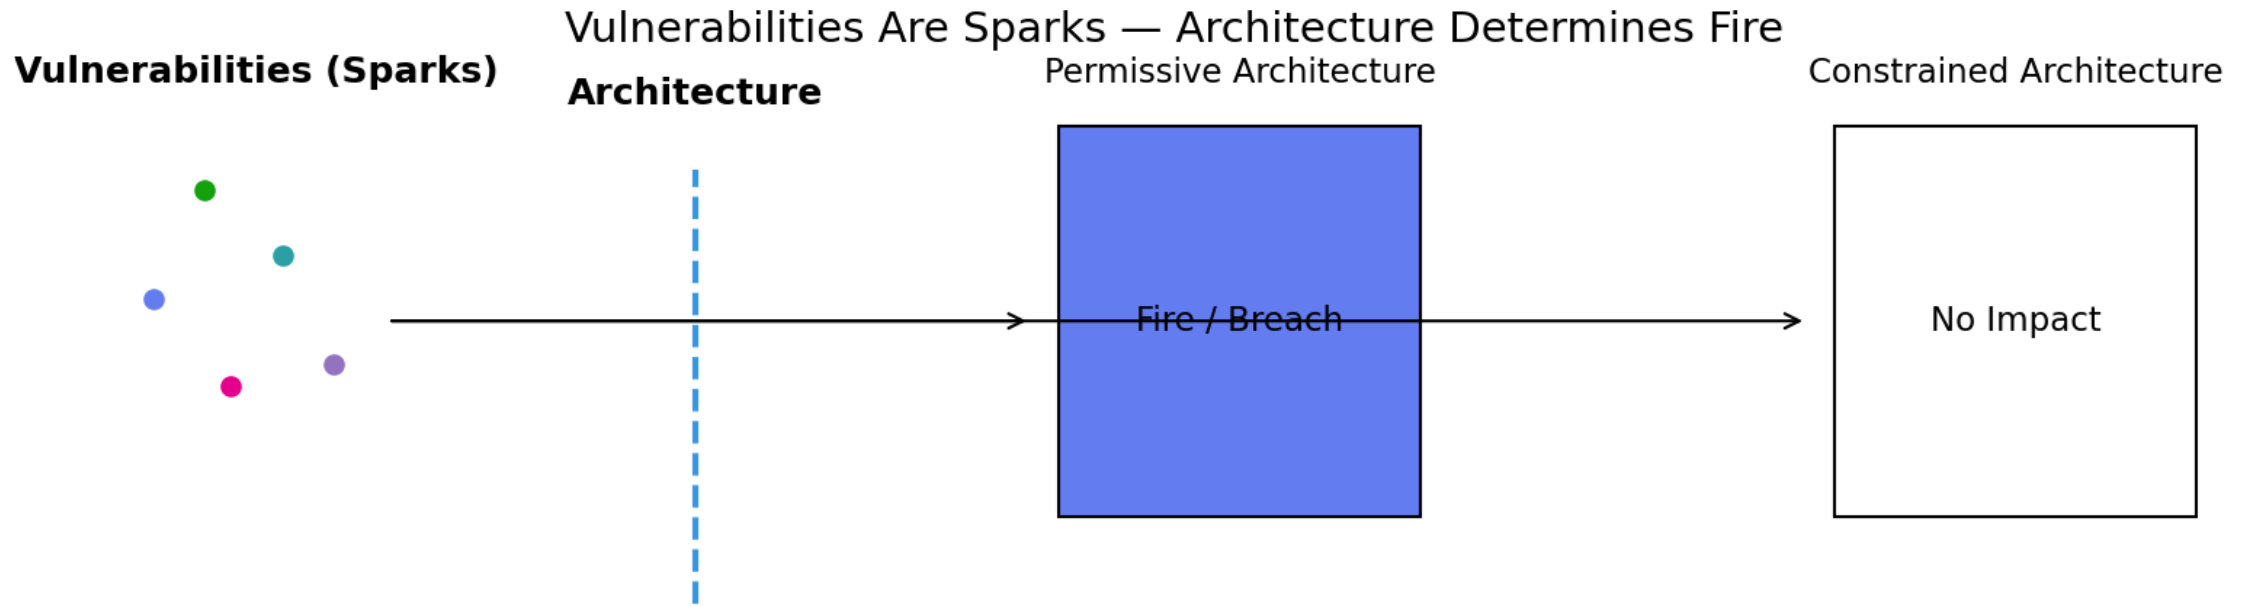 Vulnerabilities Are Sparks — Architecture Determines Fire
Vulnerabilities (Sparks)
Architecture
Permissive Architecture
Constrained Architecture
Fire / Breach
No Impact